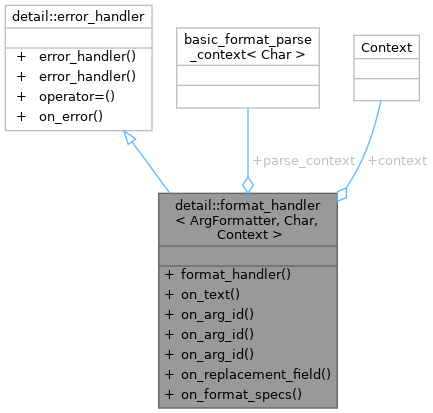 detail::error_handler
+ error_handler()
+ error_handler()
+ operator=()
+ on_error()
basic_format_parse
_context< Char >
Context
+parse_context
+context
detail::format_handler
< ArgFormatter, Char,
Context >
+ format_handler()
+ on_text()
+ on_arg_id()
+ on_arg_id()
+ on_arg_id()
+ on_replacement_field()
+ on_format_specs()